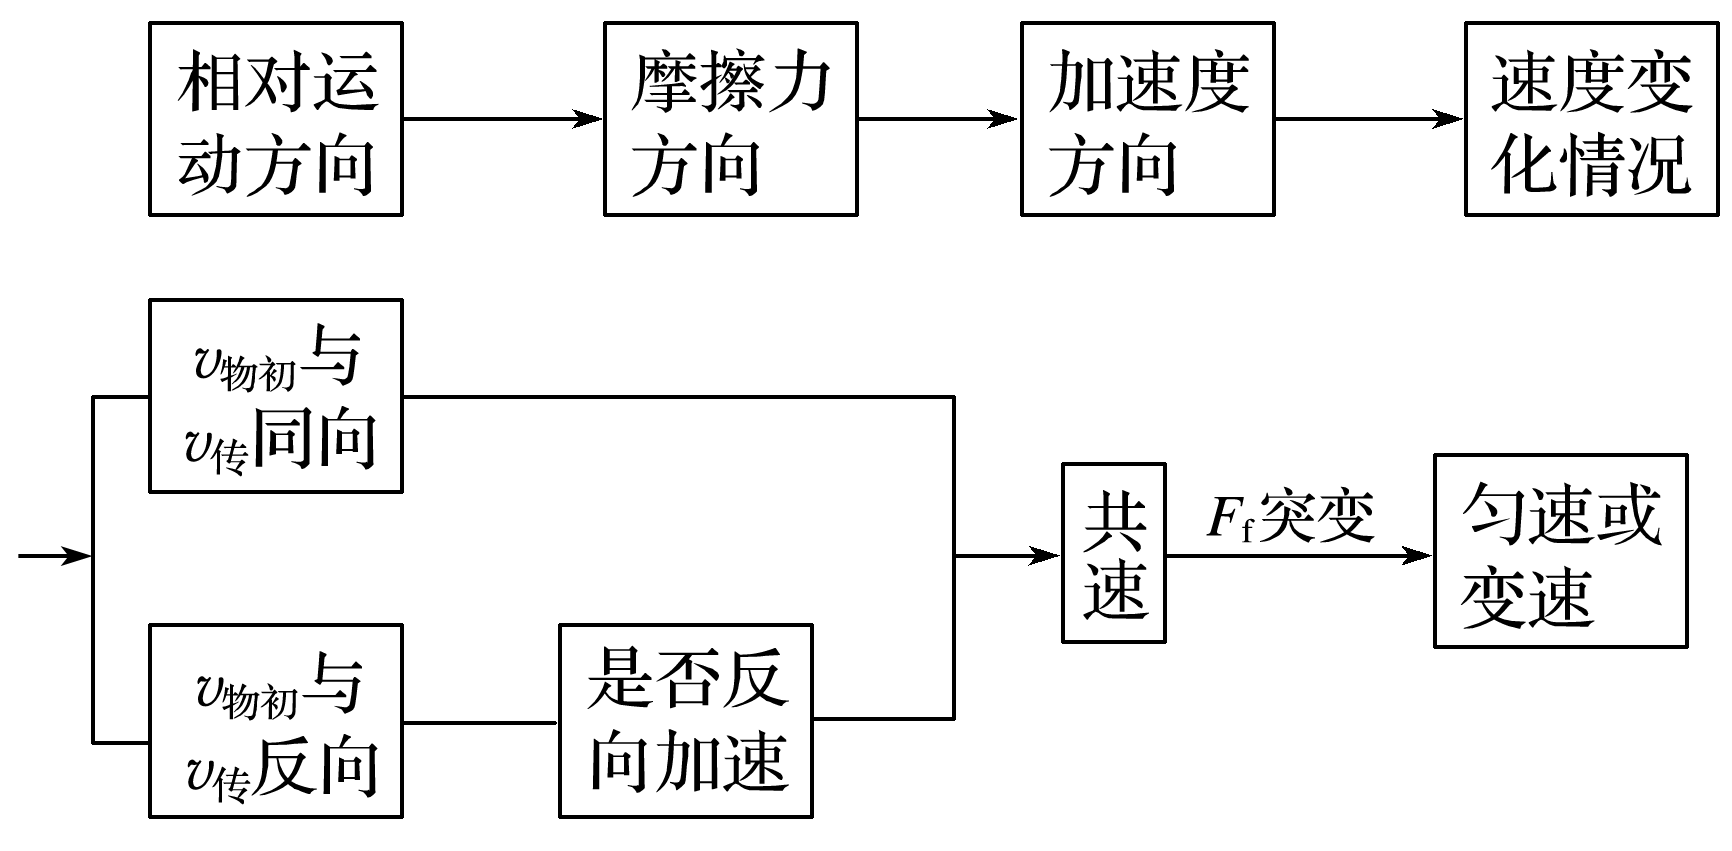 相对运
动方向
摩擦力
方向
加速度
方向
速度变
化情况
v物初与
v传同向
v物初与
v传反向
是否反
向加速
共
速
Ff突变
匀速或
变速